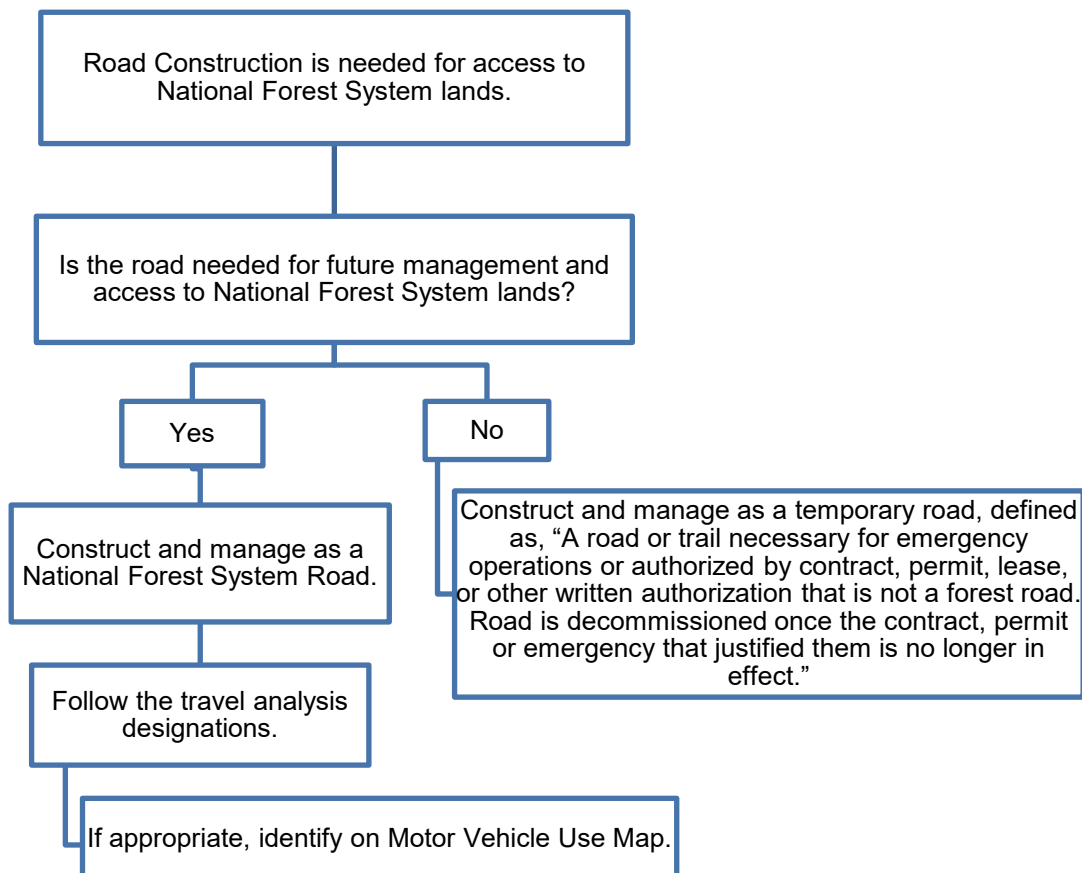 Road Construction is needed for access to
National Forest System lands.
Is the road needed for future management and
access to National Forest System lands?
Yes
No
Construct and manage as a
National Forest System Road.
Follow the travel analysis
designations.
If appropriate, identify on Motor Vehicle Use Map.
Construct and manage as a temporary road, defined
as, “A road or trail necessary for emergency
operations or authorized by contract, permit, lease,
or other written authorization that is not a forest road.
Road is decommissioned once the contract, permit
or emergency that justified them is no longer in
effect.”